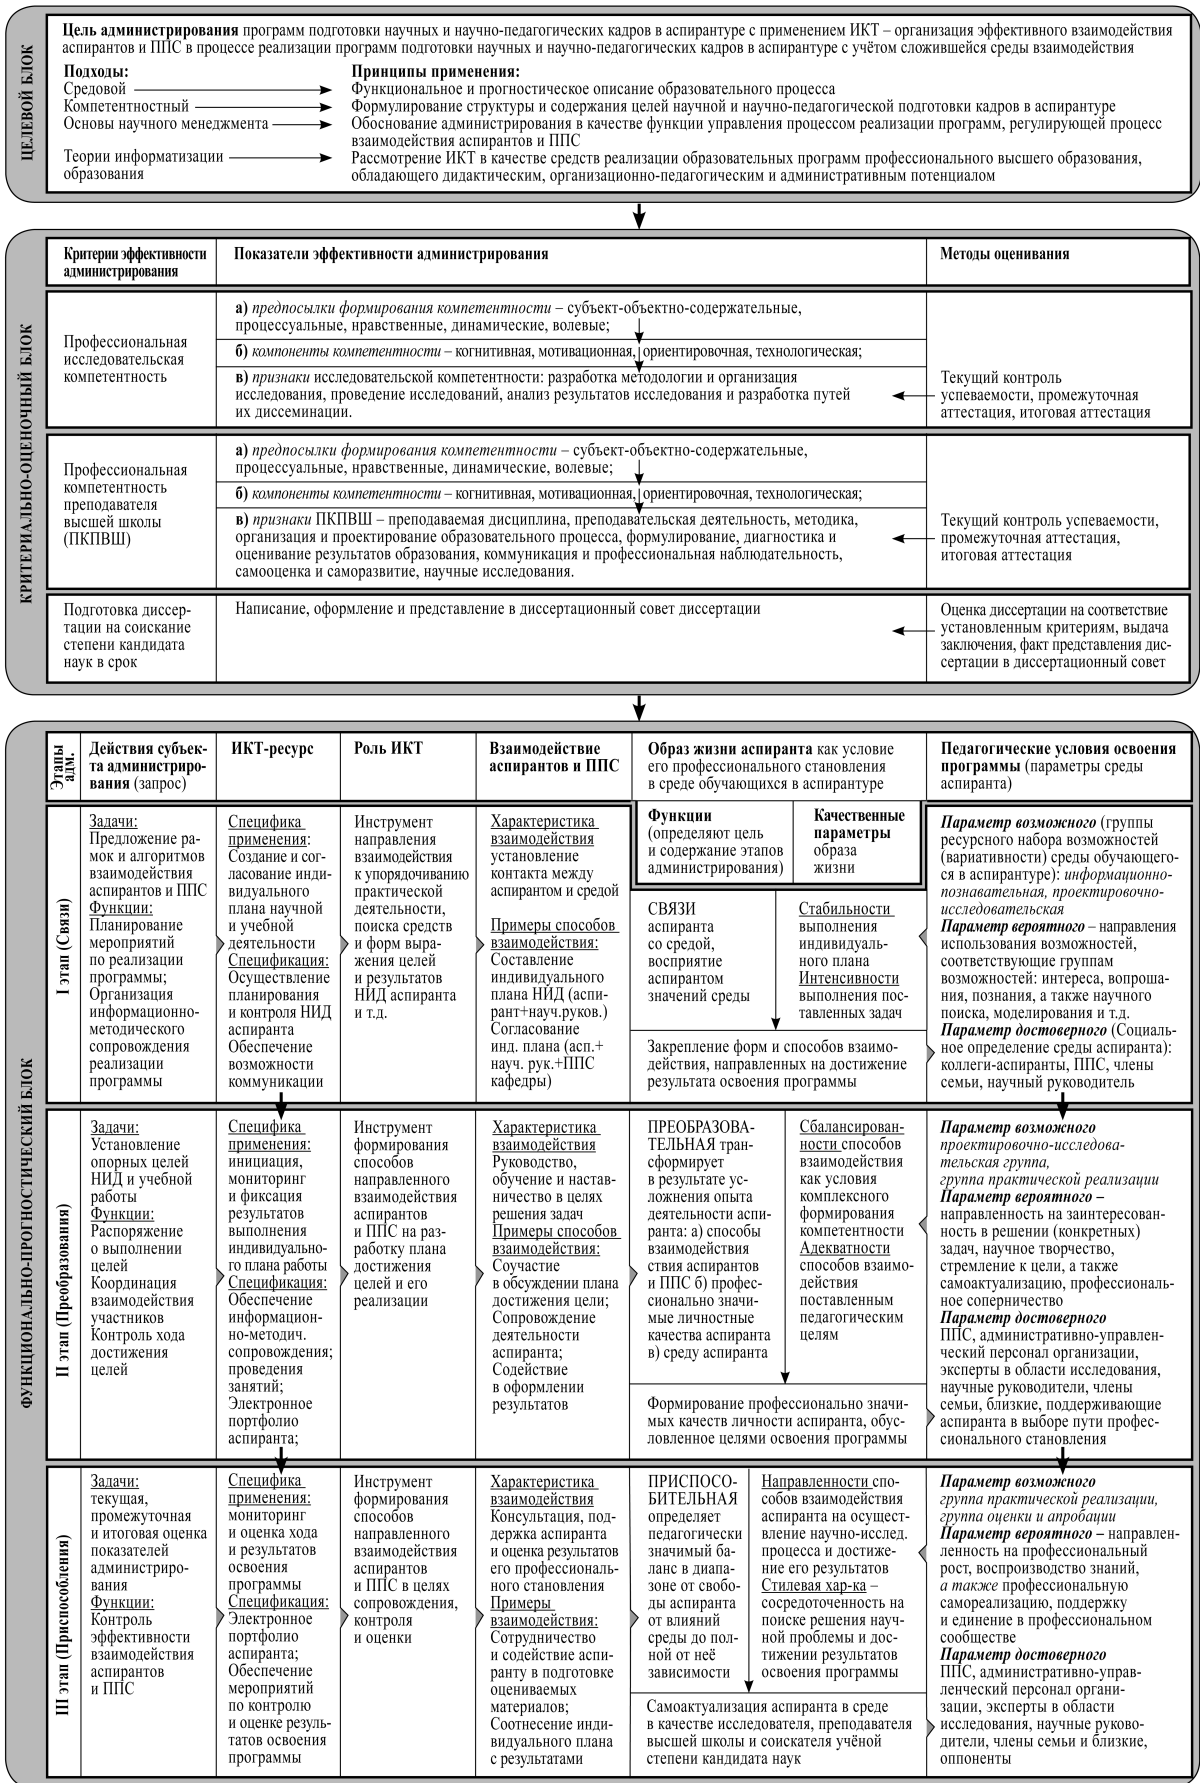 ЦЕЛЕВОЙ БЛОК
Цель администрирования программ подготовки научных и научно-педагогических кадров в аспирантуре с применением ИКТ – организация эффективного взаимодействия
аспирантов и ППС в процессе реализации программ подготовки научных и научно-педагогических кадров в аспирантуре с учётом сложившейся среды взаимодействия
Подходы:
Принципы применения:
Средовой
Функциональное и прогностическое описание образовательного процесса
Компетентностный
Формулирование структуры и содержания целей научной и научно-педагогической подготовки кадров в аспирантуре
Основы научного менеджмента
Обоснование администрирования в качестве функции управления процессом реализации программ, регулирующей процесс
взаимодействия аспирантов и ППС
Теории информатизации
образования
Рассмотрение ИКТ в качестве средств реализации образовательных программ профессионального высшего образования,
обладающего дидактическим, организационно-педагогическим и административным потенциалом
КРИТЕРИАЛЬНО-ОЦЕНОЧНЫЙ БЛОК
Критерии эффективности
администрирования
Показатели эффективности администрирования
Методы оценивания
Профессиональная
исследовательская
компетентность
а) предпосылки формирования компетентности – субъект-объектно-содержательные,
процессуальные, нравственные, динамические, волевые;
б) компоненты компетентности – когнитивная, мотивационная, ориентировочная, технологическая;
в) признаки исследовательской компетентности: разработка методологии и организация
исследования, проведение исследований, анализ результатов исследования и разработка путей
их диссеминации.
Текущий контроль
успеваемости, промежуточная
аттестация, итоговая аттестация
Профессиональная
компетентность
преподавателя
высшей школы
(ПКПВШ)
а) предпосылки формирования компетентности – субъект-объектно-содержательные,
процессуальные, нравственные, динамические, волевые;
б) компоненты компетентности – когнитивная, мотивационная, ориентировочная, технологическая;
в) признаки ПКПВШ – преподаваемая дисциплина, преподавательская деятельность, методика,
организация и проектирование образовательного процесса, формулирование, диагностика и
оценивание результатов образования, коммуникация и профессиональная наблюдательность,
самооценка и саморазвитие, научные исследования.
Текущий контроль успеваемости,
промежуточная аттестация,
итоговая аттестация
Подготовка диссер-
тации на соискание
степени кандидата
наук в срок
Написание, оформление и представление в диссертационный совет диссертации
Оценка диссертации на соответствие
установленным критериям, выдача
заключения, факт представления дис-
сертации в диссертационный совет
ФУНКЦИОНАЛЬНО-ПРОГНОСТИЧЕСКИЙ БЛОК
Этапы
адм.
Действия субъек-
та администриро-
вания (запрос)
ИКТ-ресурс
Роль ИКТ
Взаимодействие
аспирантов и ППС
Образ жизни аспиранта как условие
его профессионального становления
в среде обучающихся в аспирантуре
Педагогические условия освоения
программы (параметры среды
аспиранта)
Функции
(определяют цель
и содержание этапов
администрирования)
Качественные
параметры
образа
жизни
I этап (Связи)
Задачи:
Предложение ра-
мок и алгоритмов
взаимодействия
аспирантов и ППС
Функции:
Планирование
мероприятий
по реализации
программы;
Организация
информационно-
методического
сопровождения
реализации
программы
Специфика
применения:
Создание и сог-
ласование инди-
видуального
плана научной
и учебной
деятельности
Спецификация:
Осуществление
планирования
и контроля НИД
аспиранта
Обеспечение
возможности
коммуникации
Инструмент
направления
взаимодействия
к упорядочиванию
практической
деятельности,
поиска средств
и форм выра-
жения целей
и результатов
НИД аспиранта
и т.д.
Характеристика
взаимодействия
установление
контакта между
аспирантом и средой
Примеры способов
взаимодействия:
Составление
индивидуального
плана НИД (аспи-
рант+науч.руков.)
Согласование
инд. плана (асп.+
науч. рук.+ППС
кафедры)
СВЯЗИ
аспиранта
со средой,
восприятие
аспирантом
значений среды
Стабильности
выполнения
индивидуаль-
ного плана
Интенсивности
выполнения пос-
тавленных задач
Закрепление форм и способов взаимо-
действия, направленных на достижение
результата освоения программы
Параметр возможного (группы
ресурсного набора возможностей
(вариативности) среды обучающего-
ся в аспирантуре): информационно-
познавательная, проектировочно-
исследовательская
Параметр вероятного – направления
использования возможностей,
соответствующие группам
возможностей: интереса, вопроша-
ния, познания, а также научного
поиска, моделирования и т.д.
Параметр достоверного (Социаль-
ное определение среды аспиранта):
коллеги-аспиранты, ППС, члены
семьи, научный руководитель
II этап (Преобразования)
Задачи:
Установление
опорных целей
НИД и учебной
работы
Функции:
Распоряжение
о выполнении
целей
Координация
взаимодействия
участников
Контроль хода
достижения
целей
Специфика
применения:
инициация,
мониторинг
и фиксация
результатов
выполнения
индивидуально-
го плана работы
Спецификация:
Обеспечение
информацион-
но-методич.
сопровождения;
проведения
занятий;
Электронное
портфолио
аспиранта;
Инструмент
формирования
способов
направленного
взаимодействия
аспирантов
и ППС на раз-
работку плана
достижения
целей и его
реализации
Характеристика
взаимодействия
Руководство,
обучение и настав-
ничество в целях
решения задач
Примеры способов
взаимодействия:
Соучастие
в обсуждении плана
достижения цели;
Сопровождение
деятельности
аспиранта;
Содействие
в оформлении
результатов
ПРЕОБРАЗОВА-
ТЕЛЬНАЯ тран-
сформирует
в результате ус-
ложнения опыта
деятельности аспи-
ранта: а) способы
взаимодействия
аспирантов
и ППС б) профес-
сионально значи-
мые личностные
качества аспиранта
в) среду аспиранта
Сбалансирован-
ности способов
взаимодействия
как условия
комплексного
формирования
компетентности
Адекватности
способов взаимо-
действия
поставленным
педагогическим
целям
Формирование профессионально значи-
мых качеств личности аспиранта, обус-
ловленное целями освоения программы
Параметр возможного
проектировочно-исследова-
тельская группа,
группа практической реализации
Параметр вероятного –
направленность на заинтересован-
ность в решении (конкретных)
задач, научное творчество,
стремление к цели, а также
самоактуализацию, профессиональ-
ное соперничество
Параметр достоверного
ППС, административно-управлен-
ческий персонал организации,
эксперты в области исследования,
научные руководители, члены
семьи, близкие, поддерживающие
аспиранта в выборе пути профес-
сионального становления
III этап (Приспособления)
Задачи:
текущая,
промежуточная
и итоговая оценка
показателей
администриро-
вания
Функции:
Контроль
эффективности
взаимодействия
аспирантов
и ППС
Специфика
применения:
мониторинг
и оценка хода
и результатов
освоения
программы
Спецификация:
Электронное
портфолио
аспиранта;
Обеспечение
мероприятий
по контролю
и оценке резуль-
татов освоения
программы
Инструмент
формирования
способов
направленного
взаимодействия
аспирантов
и ППС в целях
сопровождения,
контроля
и оценки
Характеристика
взаимодействия
Консультация, под-
держка аспиранта
и оценка результатов
его профессиональ-
ного становления
Примеры
взаимодействия:
Сотрудничество
и содействие аспи-
ранту в подготовке
оцениваемых
материалов;
Соотнесение инди-
видуального плана
с результатами
ПРИСПОСО-
БИТЕЛЬНАЯ
определяет
педагогически
значимый ба-
ланс в диапа-
зоне от свобо-
ды аспиранта
от влияний
среды до пол-
ной от неё
зависимости
Направленности спо-
собов взаимодействия
аспиранта на осущест-
вление научно-исслед.
процесса и достиже-
ние его результатов
Стилевая хар-ка –
сосредоточенность на
поиске решения науч-
ной проблемы и дос-
тижении результатов
освоения программы
Самоактуализация аспиранта в среде
в качестве исследователя, преподавателя
высшей школы и соискателя учёной
степени кандидата наук
Параметр возможного
группа практической реализации,
группа оценки и апробации
Параметр вероятного – направлен-
ленность на профессиональный
рост, воспроизводство знаний,
а также профессиональную
самореализацию, поддержку
и единение в профессиональном
сообществе
Параметр достоверного
ППС, административно-управ-
ленческий персонал органи-
зации, эксперты в области
исследования, научные руково-
дители, члены семьи и близкие,
оппоненты